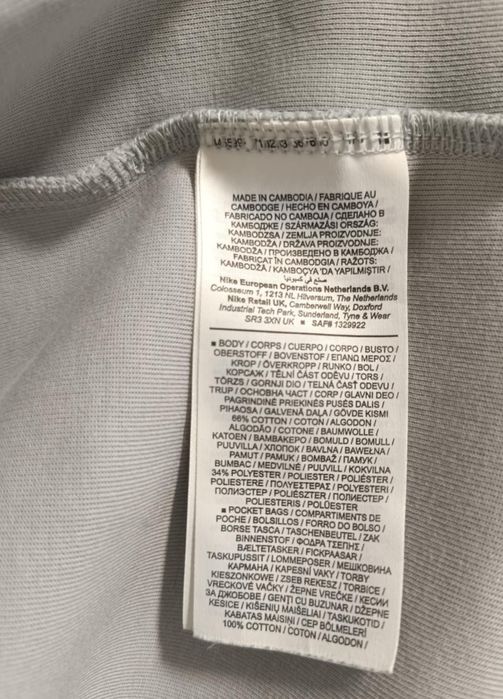 MADE IN CAMBODIA / FABRIQUE AU
CAMBODGE / HECHO EN CAMBOYA /
FABRICADO NO CAMBOJA / СДЕЛАНО В
КАМБОДЖЕ / SZÁRMAZÁSI ORSZÁG:
KAMBODZSA / ZEMLJA PROIZVODNJE:
KAMBODŽA / DRŽAVA PROIZVODNJE:
KAMBODŽA / ПРОИЗВЕДЕНО В КАМБОДЖА /
FABRICAT ÎN CAMBODGIA / RAŽOTS:
KAMBODŽA / KAMBOÇYA 'DA YAPILMIŞTIR /
صنع في كمبوديا
Nike European Operations Netherlands B.V.
Colosseum 1, 1213 NL Hilversum, The Netherlands
Nike Retail UK, Camberwell Way, Doxford
Industrial Tech Park, Sunderland, Tyne & Wear
SR3 3XN UK ■ SAF# 1329922
■ BODY / CORPS / CUERPO / CORPO / BUSTO /
OBERSTOFF / BOVENSTOF / ΕΠΑΝΩ ΜΕΡΟΣ /
KROP / ÖVERKROPP / RUNKO / BOL /
КОРСАЖ / TĚLNÍ ČÁST ODĚVU / TORS /
TÖRZS / GORNJI DIO / TELNÁ ČASŤ ODEVU /
TRUP / ОСНОВНА ЧАСТ / CORP / GLAVNI DEO /
PAGRINDINĖ PRIEKINĖS PUSĖS DALIS /
PIHAOSA / GALVENĀ DAĻA / GÖVDE KISMI
66% COTTON / COTON / ALGODON /
ALGODÃO / COTONE / BAUMWOLLE /
KATOEN / ΒΑΜΒΑΚΕΡΟ / BOMULD / BOMULL /
PUUVILLA / ХЛОПОК / BAVLNA / BAWEŁNA /
PAMUT / PAMUK / BOMBAŽ / ПАМУК /
BUMBAC / MEDVILNĖ / PUUVILL / KOKVILNA
34% POLYESTER / POLIESTER / POLIÉSTER /
POLIESTERE / ΠΟΛΥΕΣΤΕΡΑΣ / POLYESTERI /
ПОЛИЭСТЕР / POLIÉSZTER / ПОЛИЕСТЕР /
POLIESTERIS / POLÜESTER
■ POCKET BAGS / COMPARTIMENTS DE
POCHE / BOLSILLOS / FORRO DO BOLSO /
BORSE TASCA / TASCHENBEUTEL / ZAK
BINNENSTOF / ΦΟΔΡΑ ΤΣΕΠΗΣ /
BÆLTETASKER / FICKPÅSAR /
TASKUPUSSIT / LOMMEPOSER / МЕШКОВИНА
КАРМАНА / KAPESNÍ VAKY / TORBY
KIESZONKOWE / ZSEB REKESZ / TORBICE /
VRECKOVÉ VAČKY / ŽEPNE VREČKE / КЕСИИ
ЗА ДЖОБОВЕ / GENȚI CU BUZUNAR / DŽEPNE
KESICE / KIŠENIŲ MAIŠELIAI / TASKUKOTID /
KABATAS MAISIŅI / CEP BÖLMELERİ
100% COTTON / COTON / ALGODON /